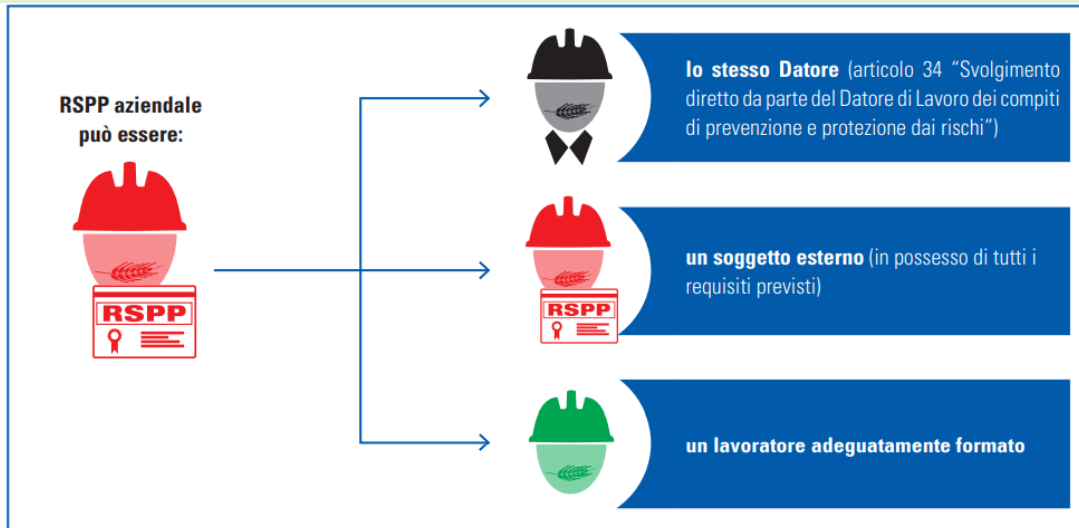 RSPP aziendale
può essere:
RSPP
lo stesso Datore (articolo 34 “Svolgimento
diretto da parte del Datore di Lavoro dei compiti
di prevenzione e protezione dai rischi”)
RSPP
un soggetto esterno (in possesso di tutti i
requisiti previsti)
un lavoratore adeguatamente formato